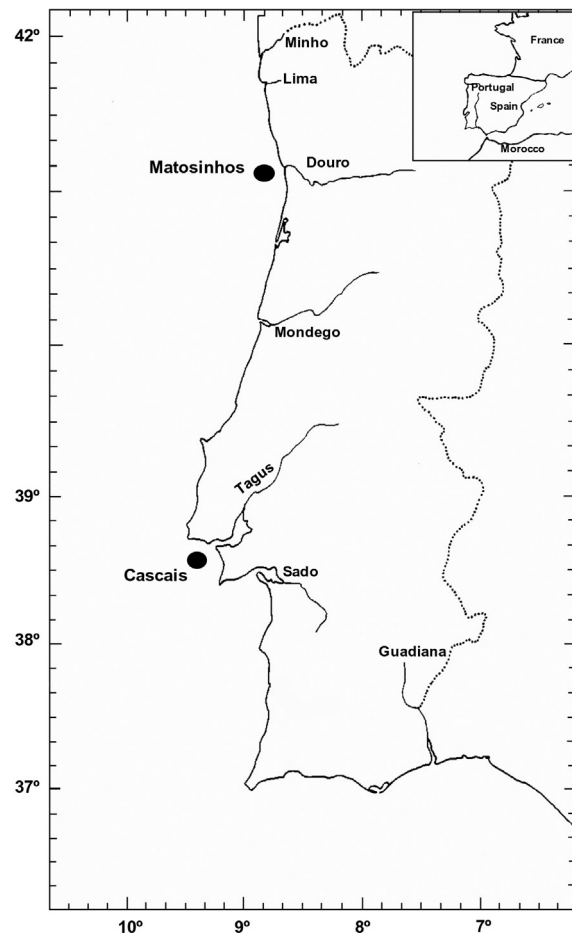 42º
Minho
France
Lima
Portugal
Spain
Morocco
Matosinhos
Douro
Mondego
Tagus
39º
Cascais
Sado
38º
Guadiana
37º
10º
9º
8º
7º